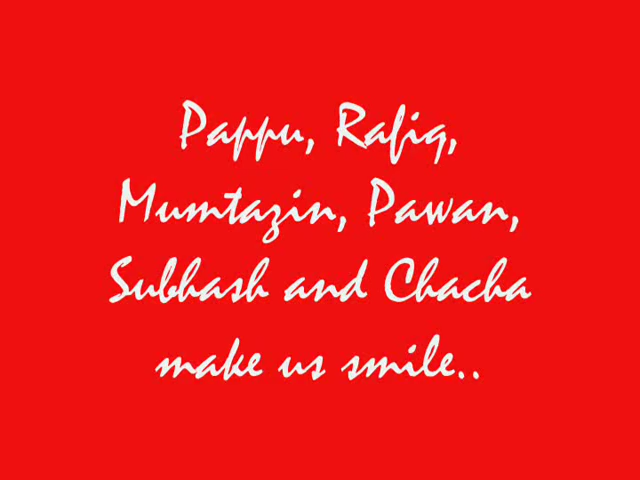 Pappu, Rafiq,
Mumtazin, Pawan,
Subhash and Chacha
make us smile..